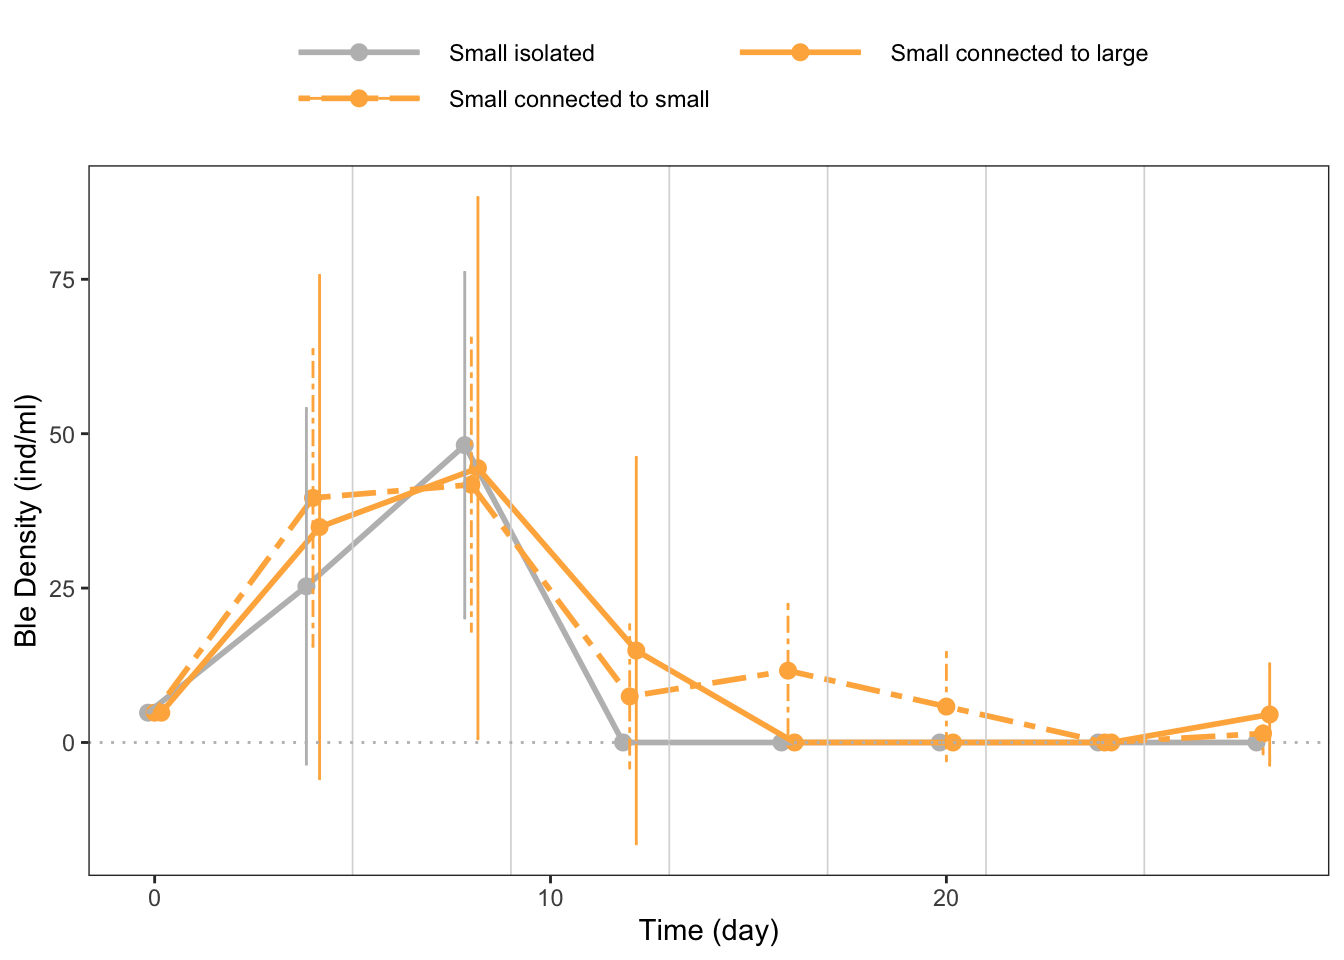 Small isolated
Small connected to large
Small connected to small
Ble Density (ind/ml)
75
50
25
0
0
10
20
Time (day)